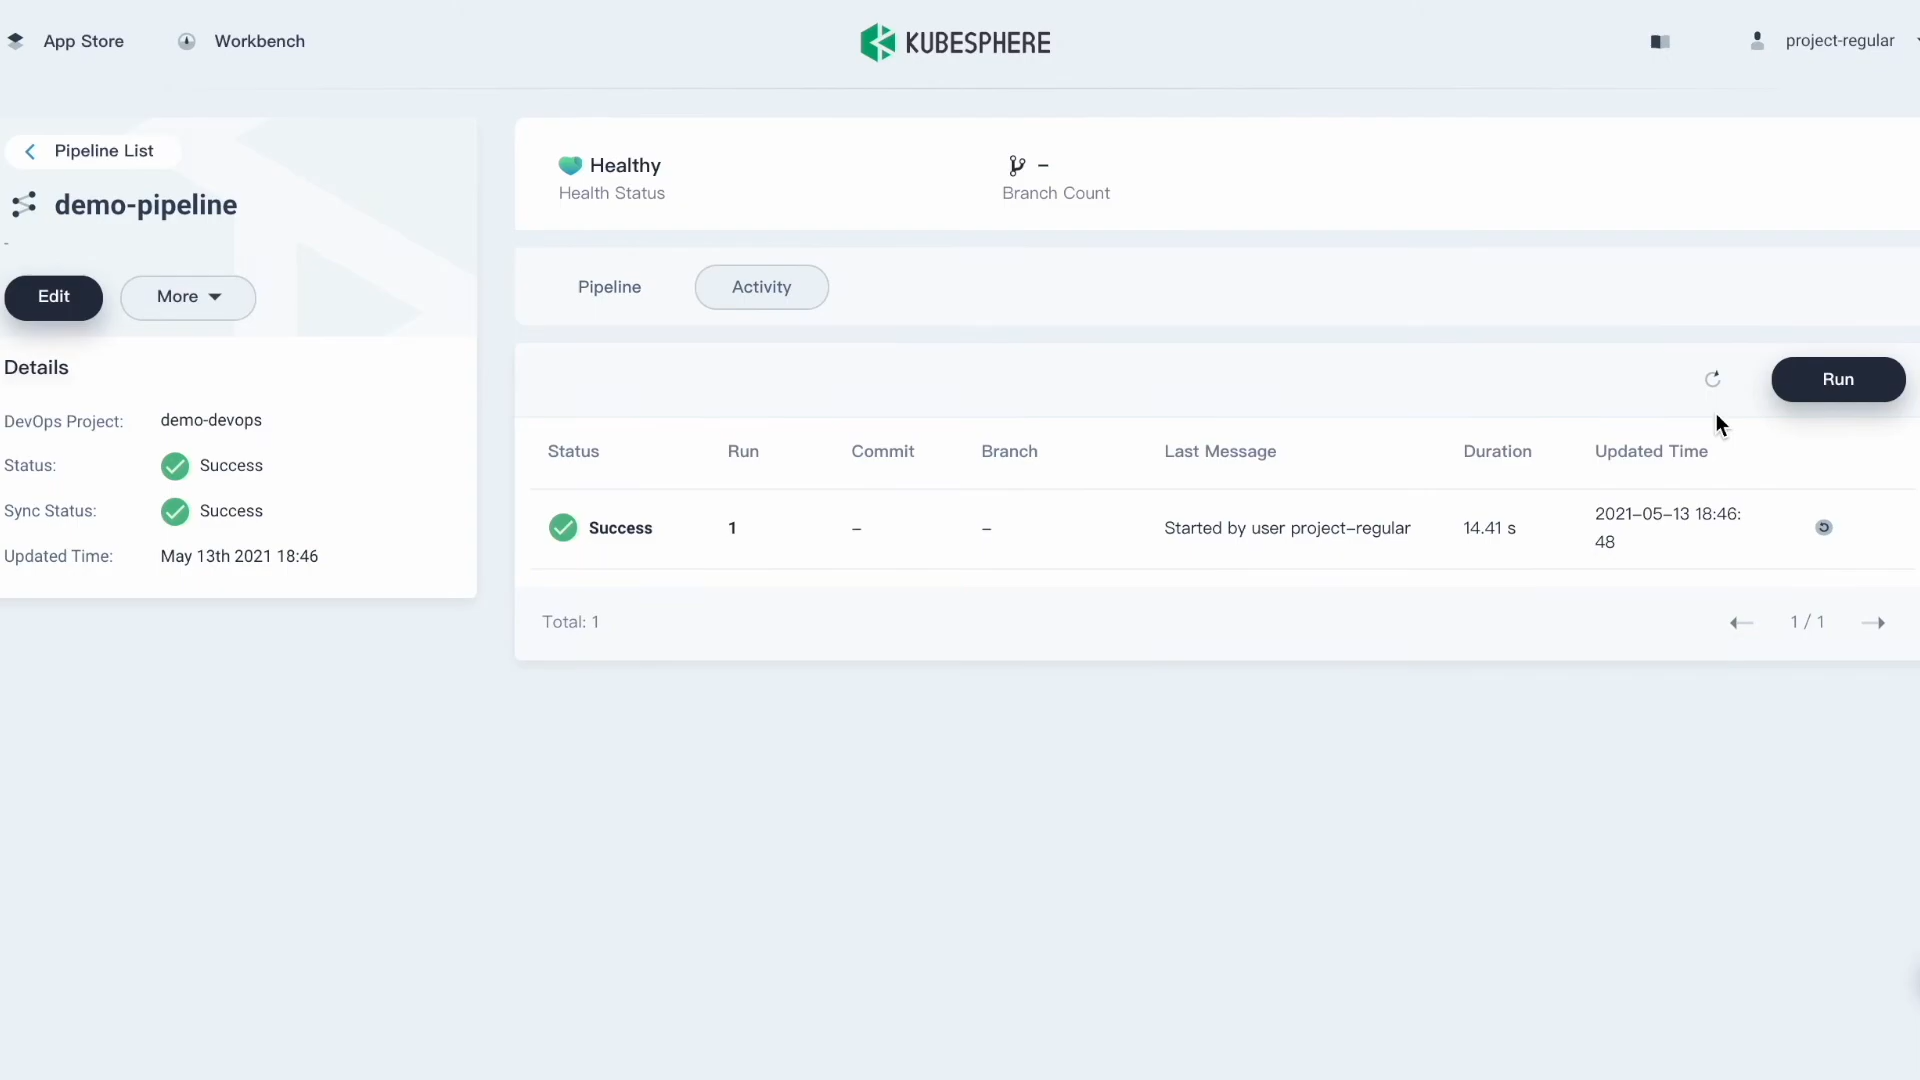 App Store
Workbench
KUBESPHERE
project-regular
Pipeline List
demo-pipeline
-
Edit
More
Details
DevOps Project: demo-devops
Status: Success
Sync Status: Success
Updated Time: May 13th 2021 18:46
Healthy
Health Status
–
Branch Count
Pipeline
Activity
Run
Status Run Commit Branch Last Message Duration Updated Time
Success 1 – – Started by user project–regular 14.41 s 2021–05–13 18:46:
48
Total: 1
1 / 1